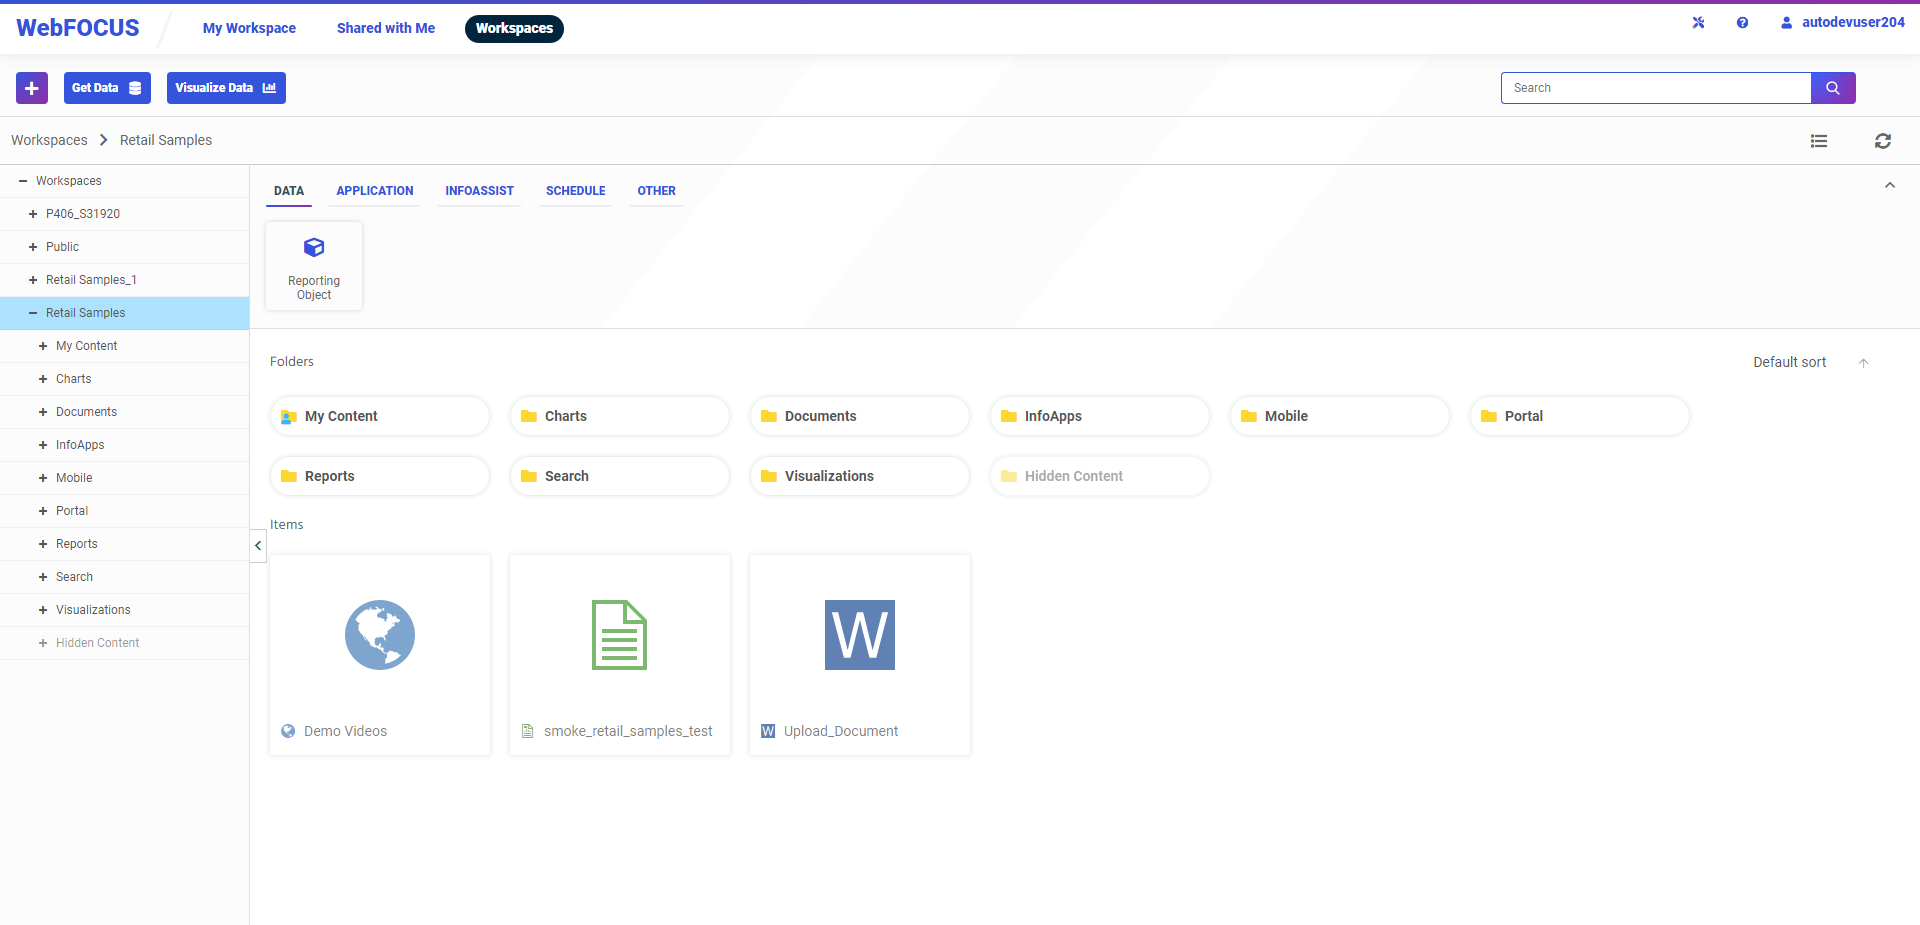 WebFOCUS
My Workspace
Shared with Me
Workspaces
autodevuser204
Get Data
Visualize Data
Search
Workspaces
Retail Samples
Workspaces
P406_S31920
Public
Retail Samples_1
Retail Samples
My Content
Charts
Documents
InfoApps
Mobile
Portal
Reports
Search
Visualizations
Hidden Content
DATA
APPLICATION
INFOASSIST
SCHEDULE
OTHER
Reporting
Object
Folders
Default sort
My Content
Charts
Documents
InfoApps
Mobile
Portal
Reports
Search
Visualizations
Hidden Content
Items
W
Demo Videos
smoke_retail_samples_test
W
Upload_Document